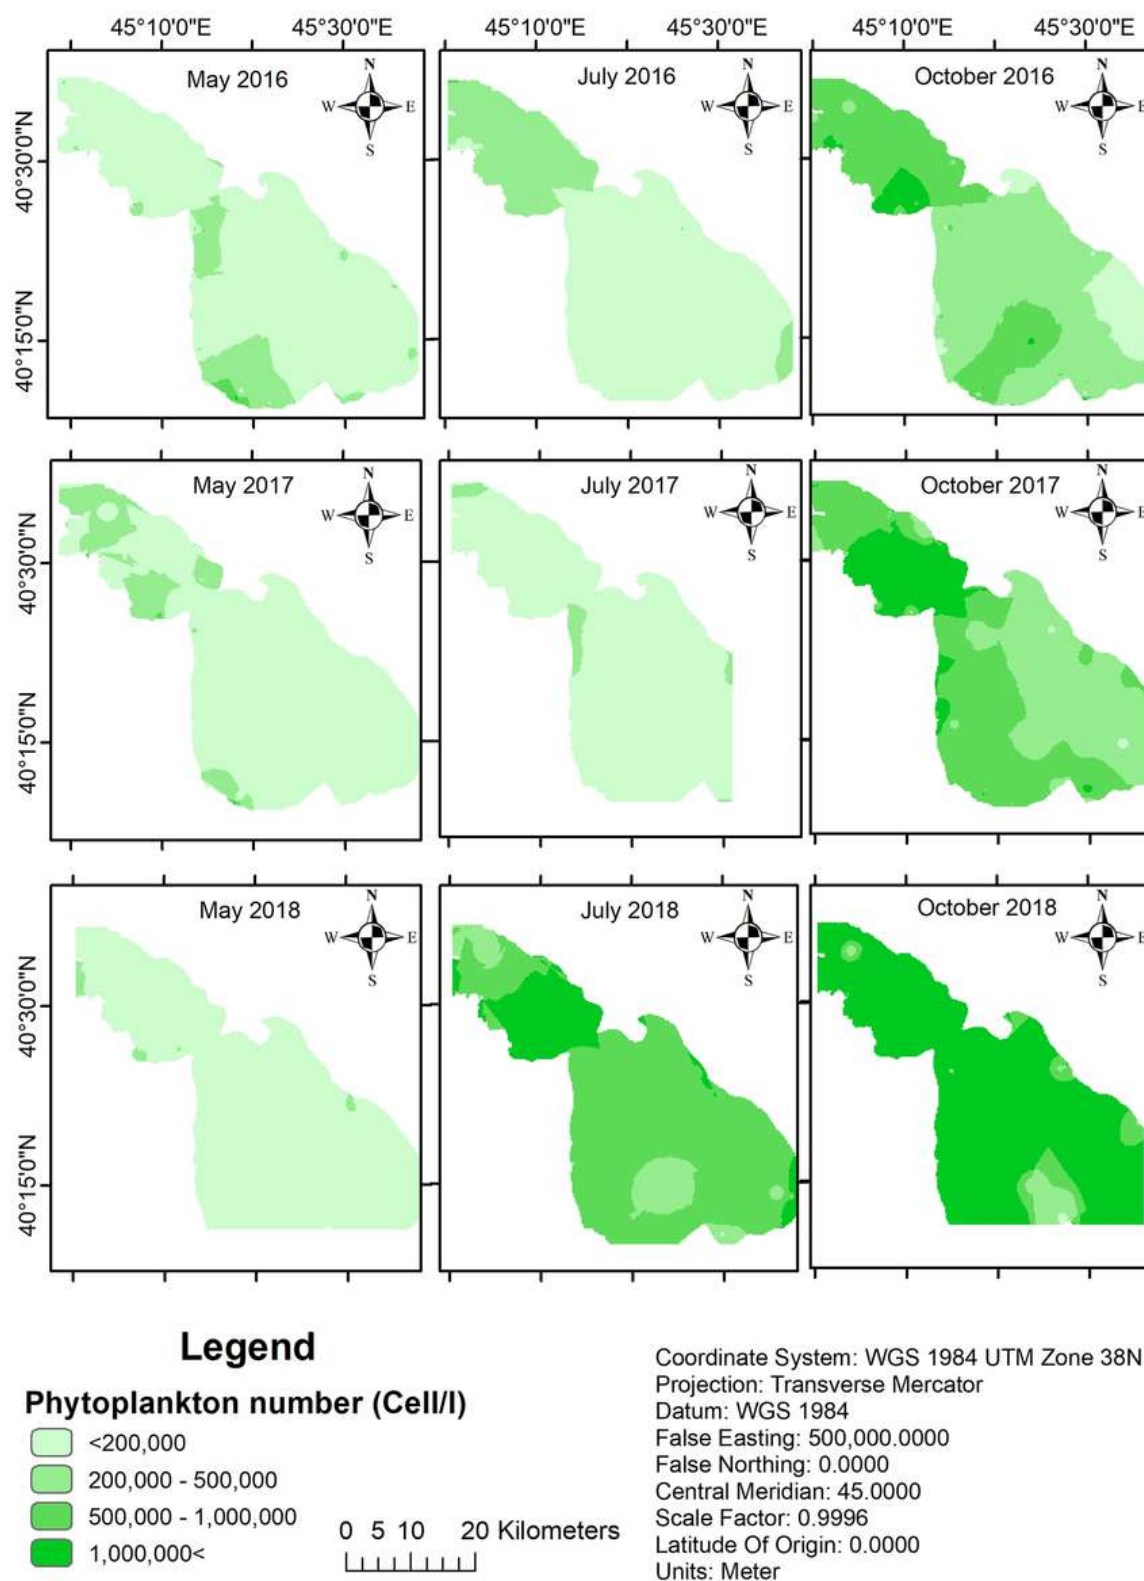 45°10'0"E 45°30'0"E 45°10'0"E 45°30'0"E 45°10'0"E 45°30'0"E
May 2016
N
W E
S
July 2016
N
W E
S
October 2016
N
W E
S
40°30'0"N
40°15'0"N
May 2017
N
W E
S
July 2017
N
W E
S
October 2017
N
W E
S
40°30'0"N
40°15'0"N
May 2018
N
W E
S
July 2018
N
W E
S
October 2018
N
W E
S
40°30'0"N
40°15'0"N
Legend
Phytoplankton number (Cell/l)
<200,000
200,000 - 500,000
500,000 - 1,000,000
1,000,000<
0 5 10 20 Kilometers
Coordinate System: WGS 1984 UTM Zone 38N
Projection: Transverse Mercator
Datum: WGS 1984
False Easting: 500,000.0000
False Northing: 0.0000
Central Meridian: 45.0000
Scale Factor: 0.9996
Latitude Of Origin: 0.0000
Units: Meter